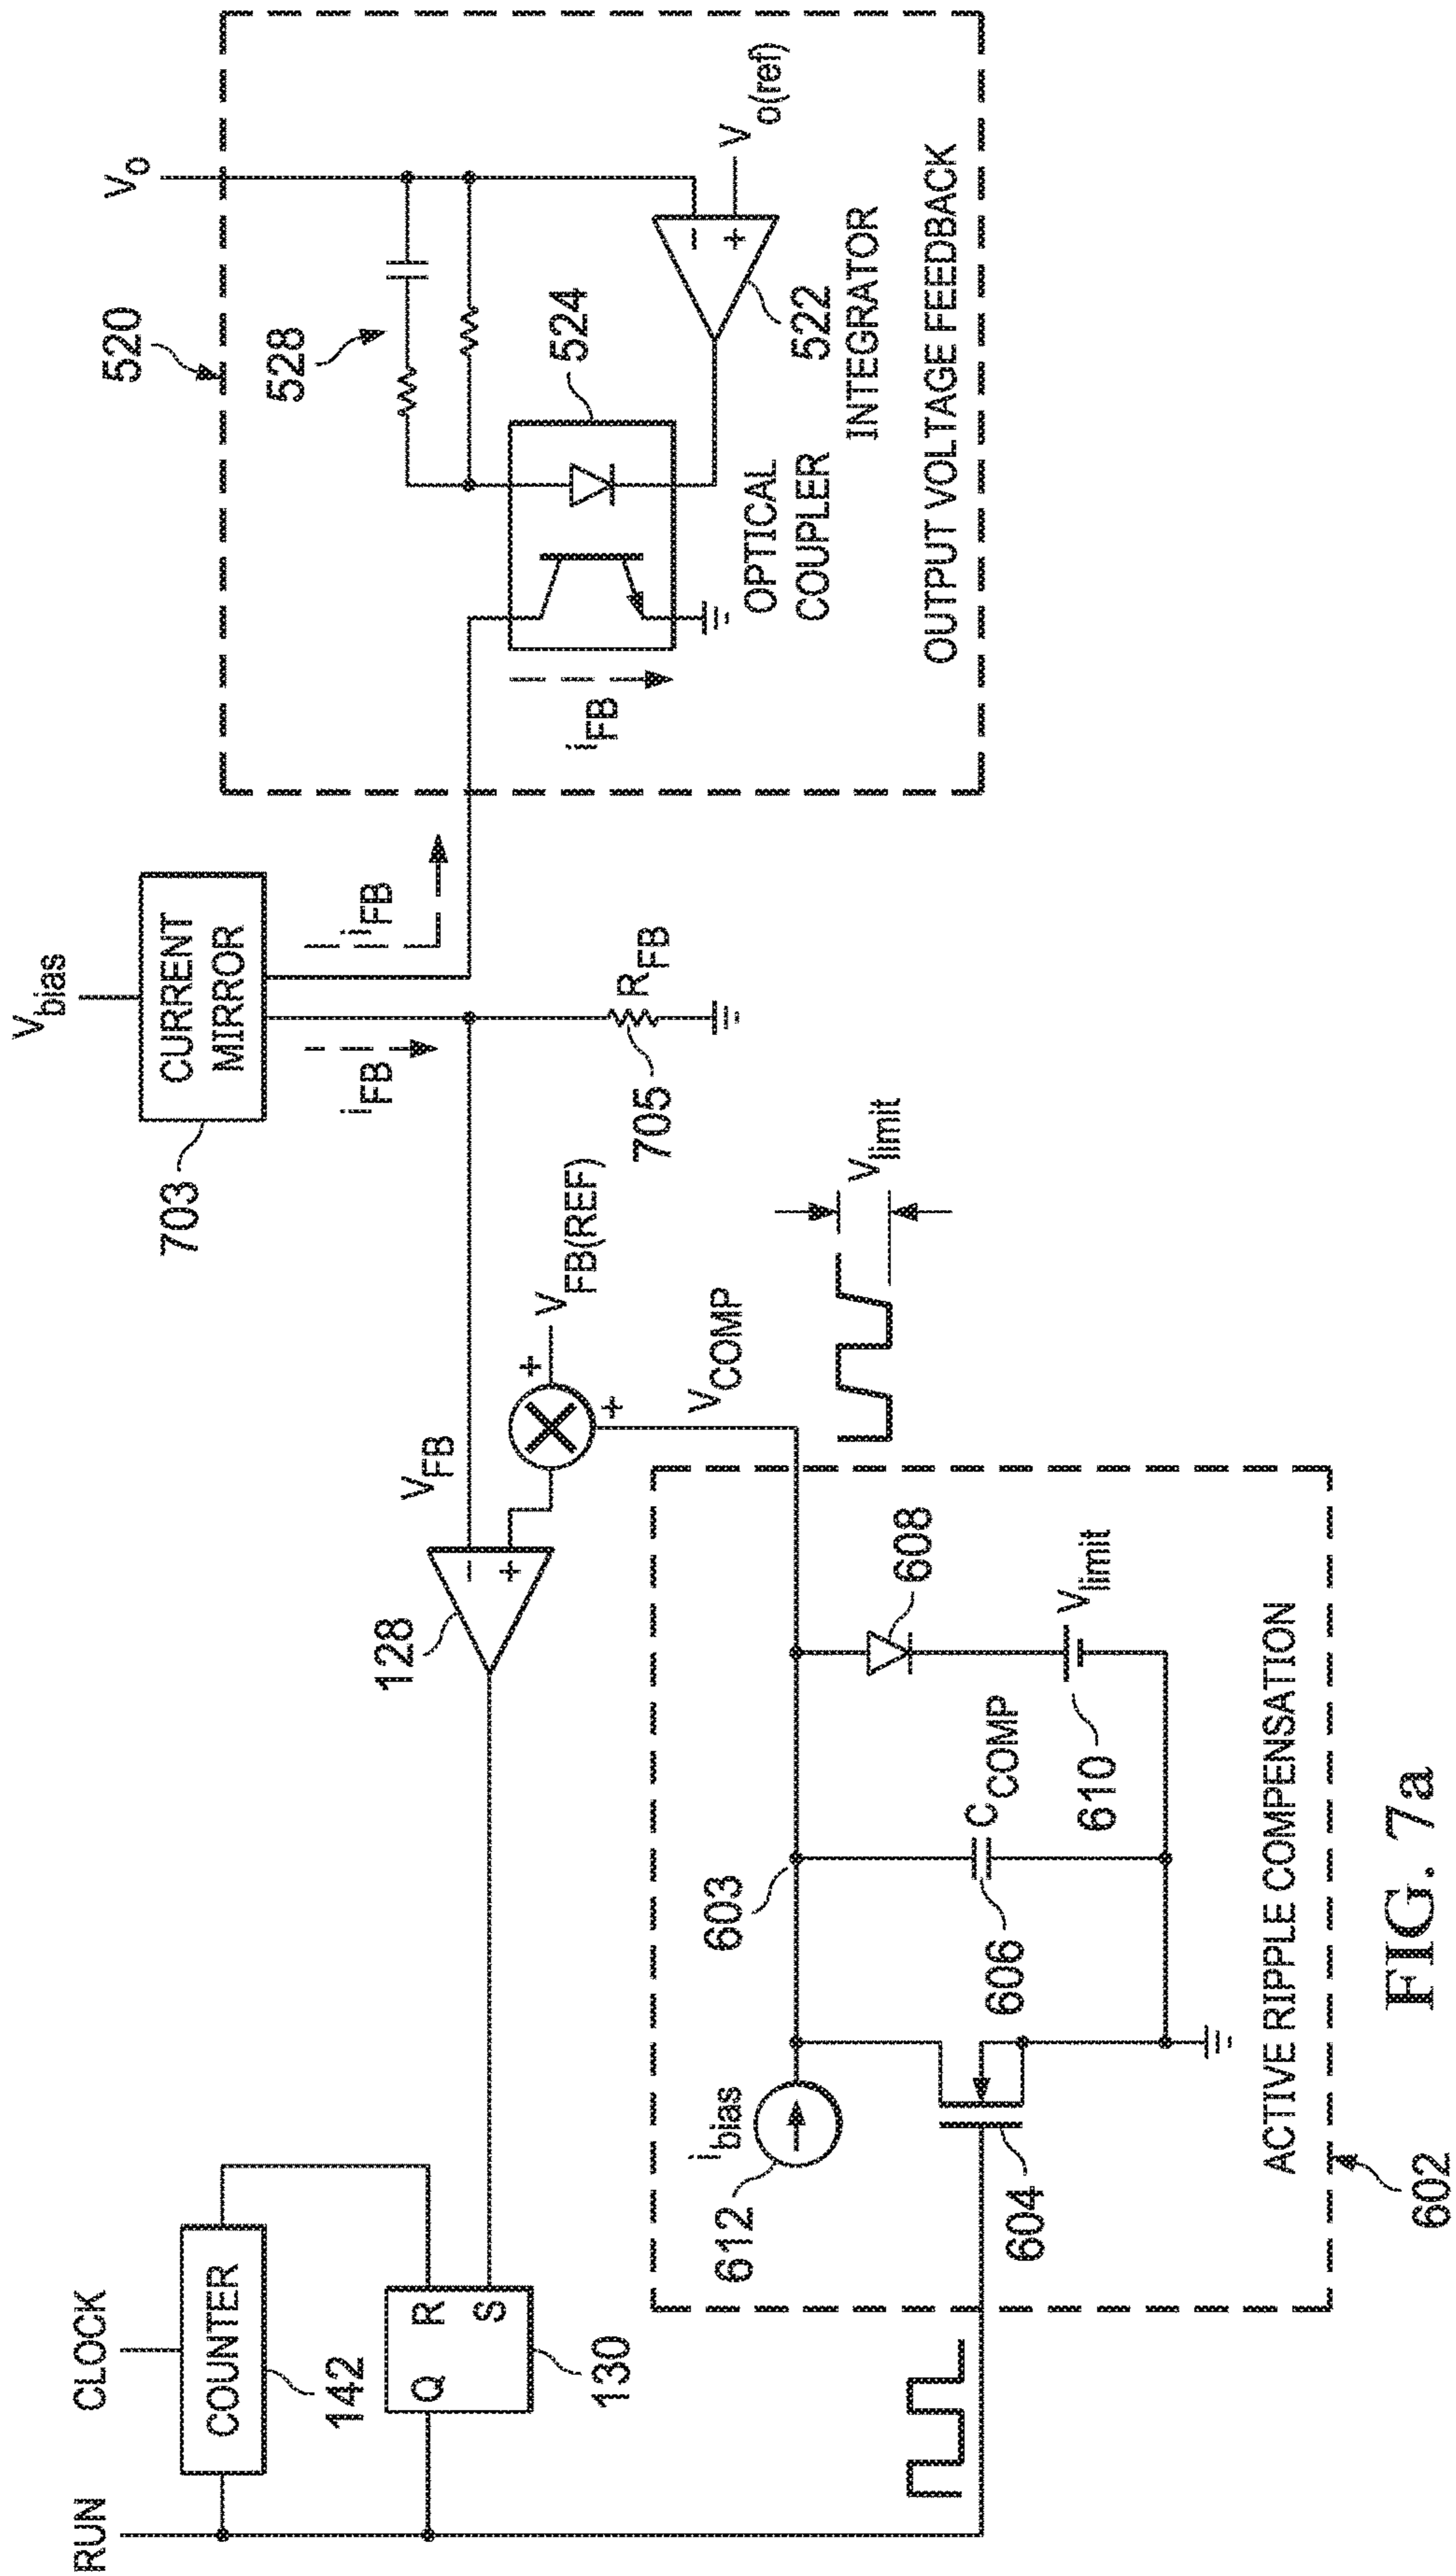 RUN
CLOCK
COUNTER
142
Q
R
S
130
128
V_FB
V_FB(REF)
V_COMP
V_limit
703
V_bias
CURRENT
MIRROR
i_FB
i_FB
705
R_FB
520
V_o
528
524
i_FB
OPTICAL
COUPLER
522
INTEGRATOR
V_o(ref)
OUTPUT VOLTAGE FEEDBACK
612
i_bias
604
603
606
C_COMP
608
610
V_limit
ACTIVE RIPPLE COMPENSATION
602
FIG. 7a